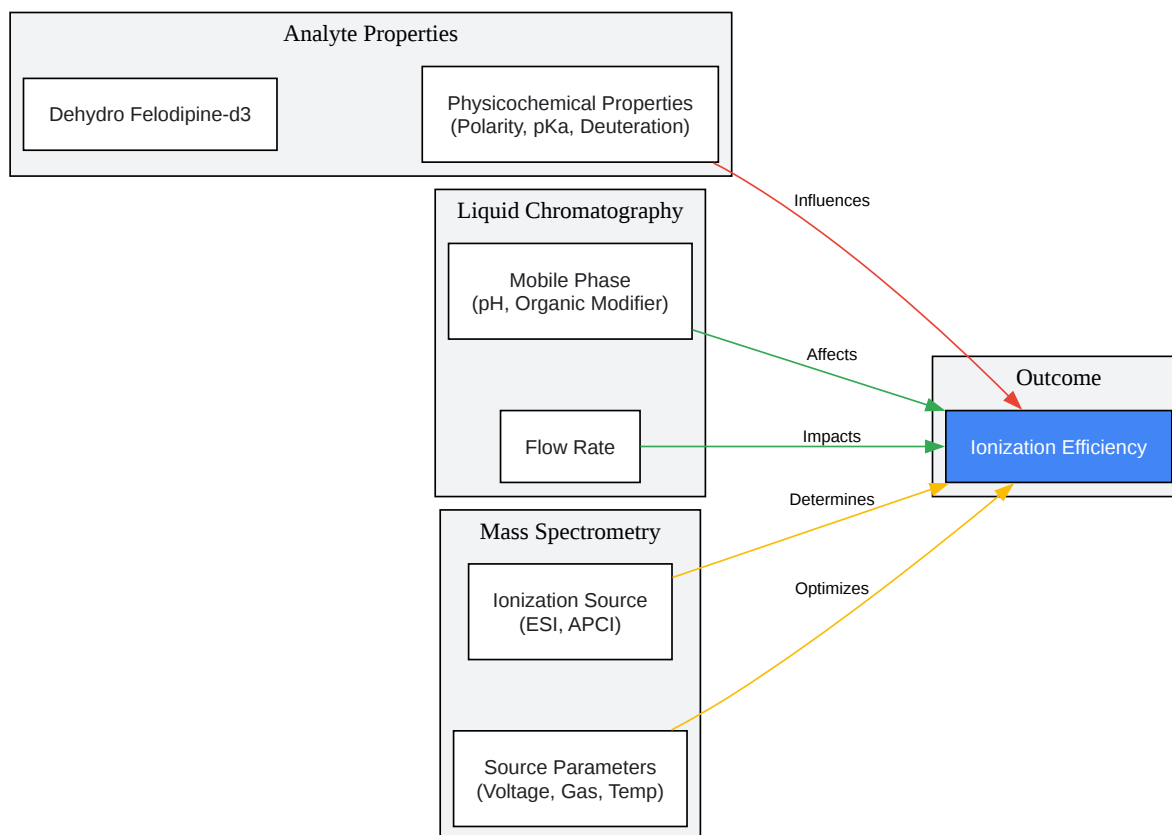 Analyte Properties
Dehydro Felodipine-d3
Physicochemical Properties
(Polarity, pKa, Deuteration)
Influences
Liquid Chromatography
Mobile Phase
(pH, Organic Modifier)
Affects
Flow Rate
Impacts
Outcome
Ionization Efficiency
Mass Spectrometry
Ionization Source
(ESI, APCI)
Determines
Source Parameters
(Voltage, Gas, Temp)
Optimizes